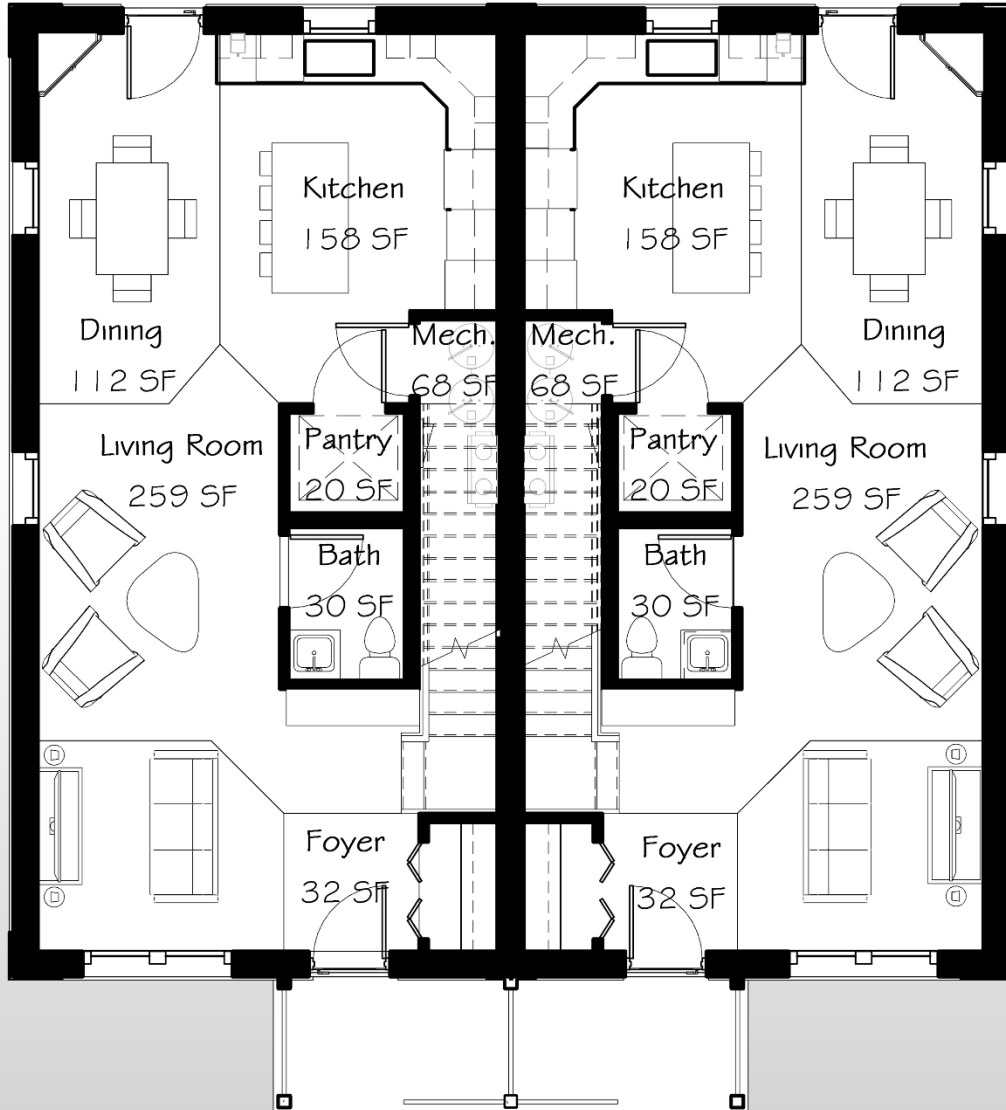 Kitchen
158 SF
Kitchen
158 SF
Dining
112 SF
Mech.
68 SF
Mech.
68 SF
Dining
112 SF
Living Room
259 SF
Pantry
20 SF
Pantry
20 SF
Living Room
259 SF
Bath
30 SF
Bath
30 SF
Foyer
32 SF
Foyer
32 SF